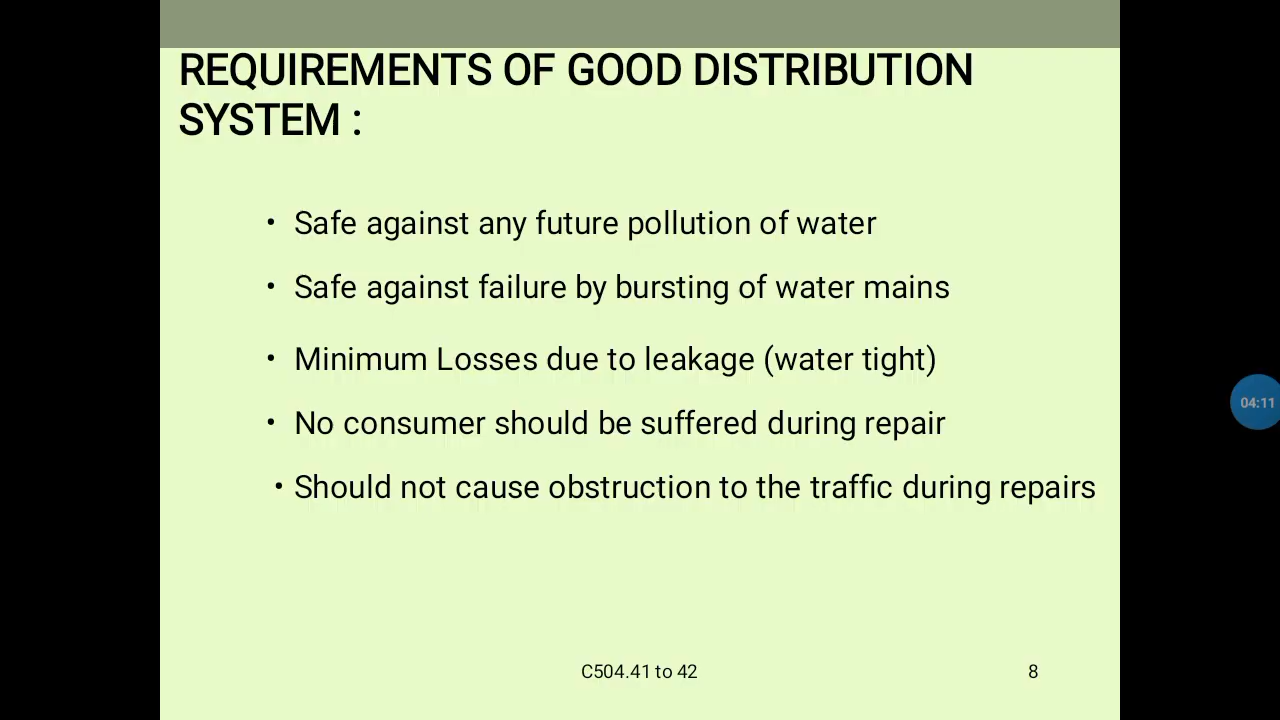 REQUIREMENTS OF GOOD DISTRIBUTION
SYSTEM :
• Safe against any future pollution of water
• Safe against failure by bursting of water mains
• Minimum Losses due to leakage (water tight)
• No consumer should be suffered during repair
• Should not cause obstruction to the traffic during repairs
04:11
C504.41 to 42
8